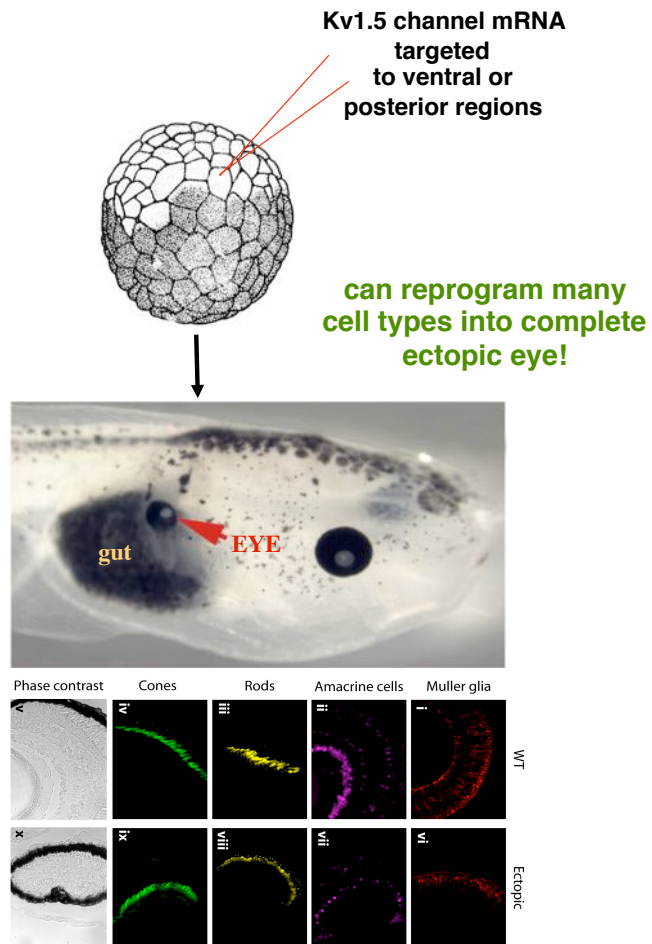 Kv1.5 channel mRNA
targeted
to ventral or
posterior regions
can reprogram many
cell types into complete
ectopic eye!
gut
EYE
Phase contrast
Cones
Rods
Amacrine cells
Muller glia
v
iv
iii
ii
i
WT
x
ix
viii
vii
vi
Ectopic